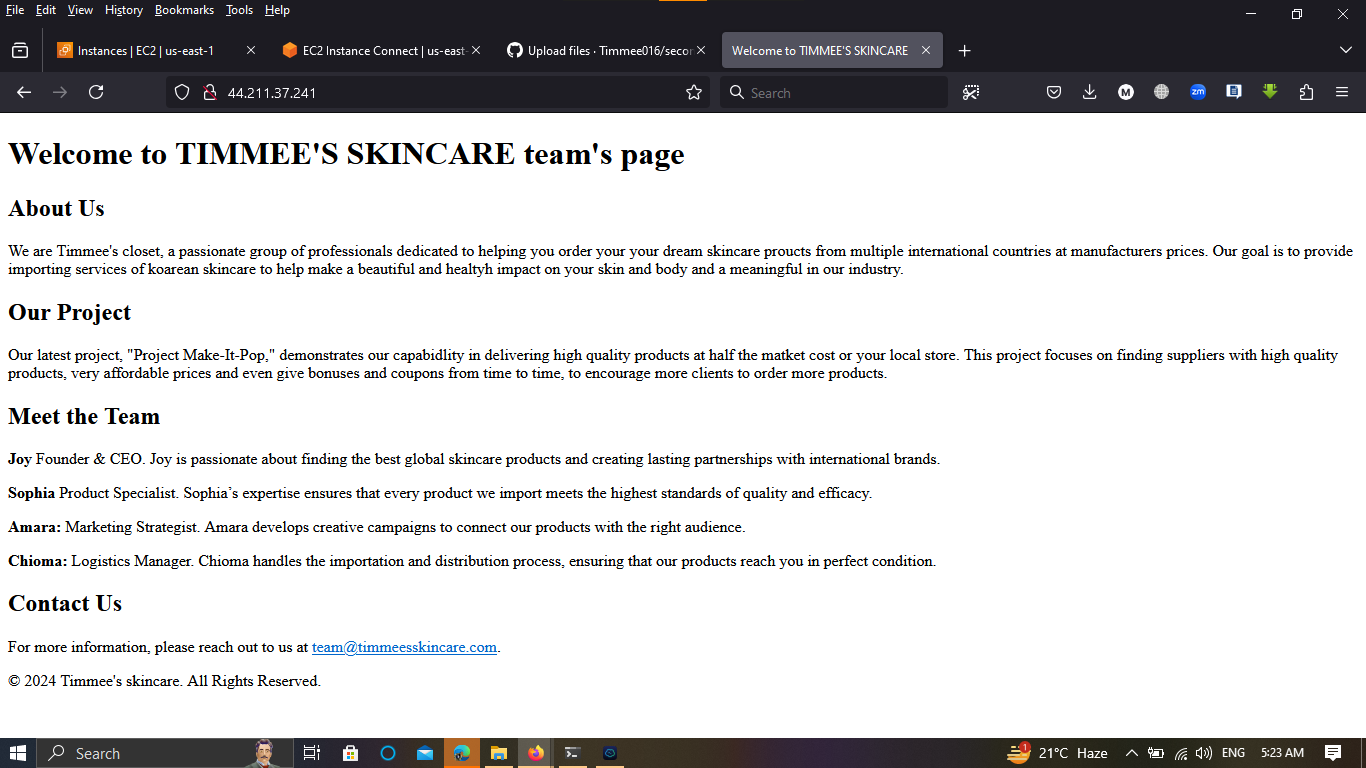 File Edit View History Bookmarks Tools Help
Instances | EC2 | us-east-1
EC2 Instance Connect | us-east-
Upload files · Timmee016/secor
Welcome to TIMMEE'S SKINCARE
44.211.37.241
Search
M
zm
Welcome to TIMMEE'S SKINCARE team's page
About Us
We are Timmee's closet, a passionate group of professionals dedicated to helping you order your your dream skincare proucts from multiple international countries at manufacturers prices. Our goal is to provide
importing services of koarean skincare to help make a beautiful and healtyh impact on your skin and body and a meaningful in our industry.
Our Project
Our latest project, "Project Make-It-Pop," demonstrates our capabidlity in delivering high quality products at half the matket cost or your local store. This project focuses on finding suppliers with high quality
products, very affordable prices and even give bonuses and coupons from time to time, to encourage more clients to order more products.
Meet the Team
Joy Founder & CEO. Joy is passionate about finding the best global skincare products and creating lasting partnerships with international brands.
Sophia Product Specialist. Sophia’s expertise ensures that every product we import meets the highest standards of quality and efficacy.
Amara: Marketing Strategist. Amara develops creative campaigns to connect our products with the right audience.
Chioma: Logistics Manager. Chioma handles the importation and distribution process, ensuring that our products reach you in perfect condition.
Contact Us
For more information, please reach out to us at team@timmeesskincare.com.
© 2024 Timmee's skincare. All Rights Reserved.
Search
1
21°C Haze
ENG
5:23 AM